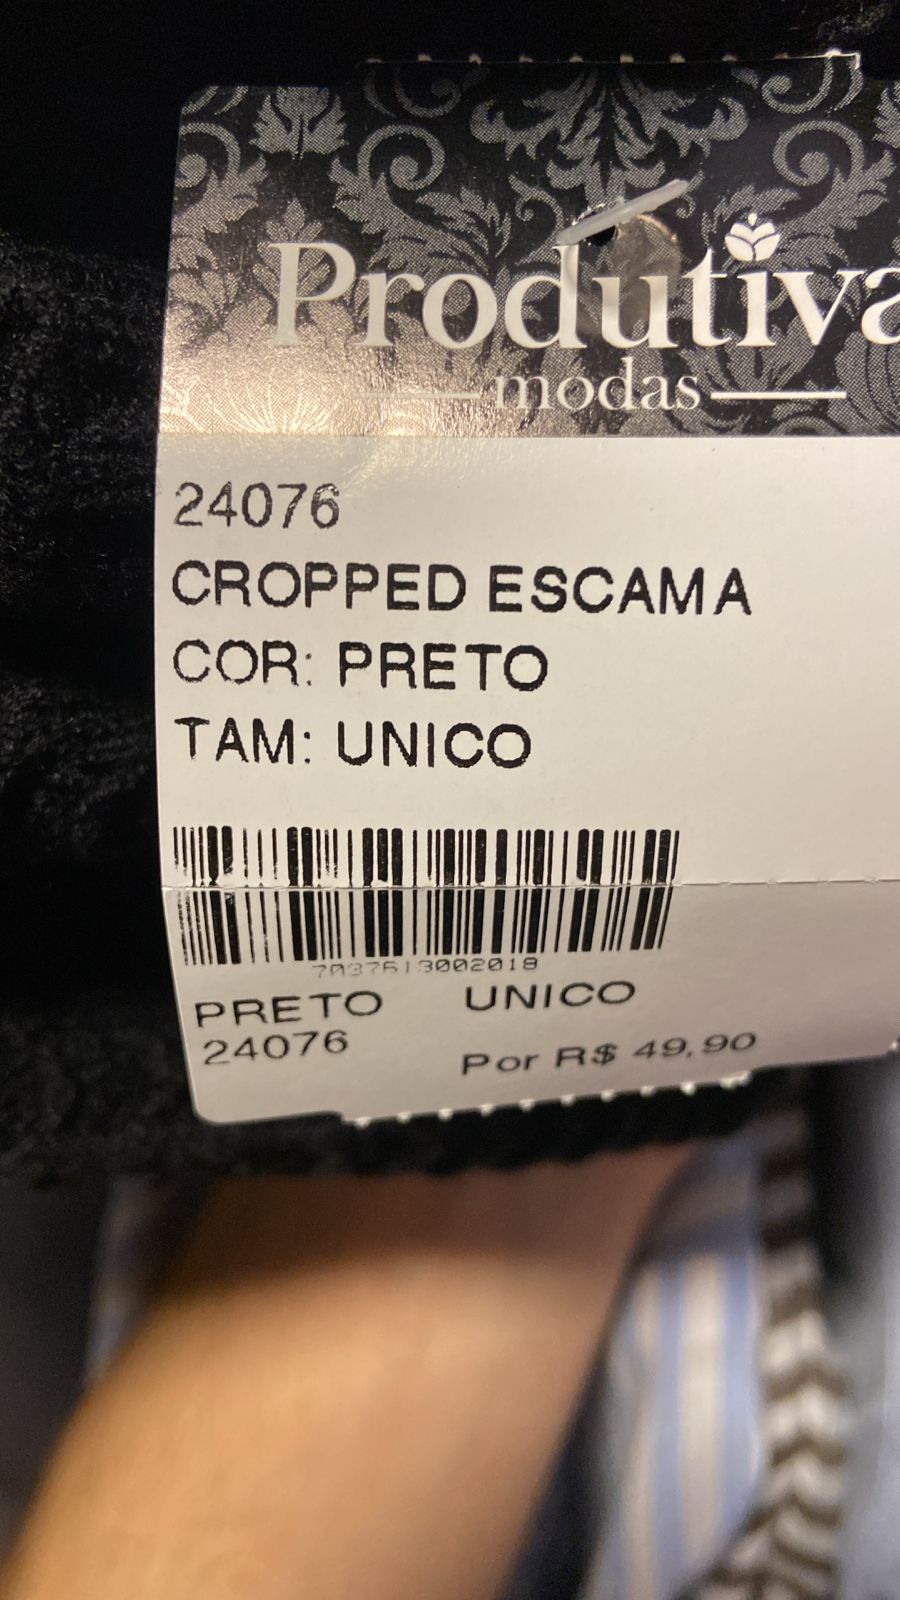 Produtiva
modas
24076
CROPPED ESCAMA
COR: PRETO
TAM: UNICO
7037613002018
PRETO UNICO
24076 Por R$ 49,90